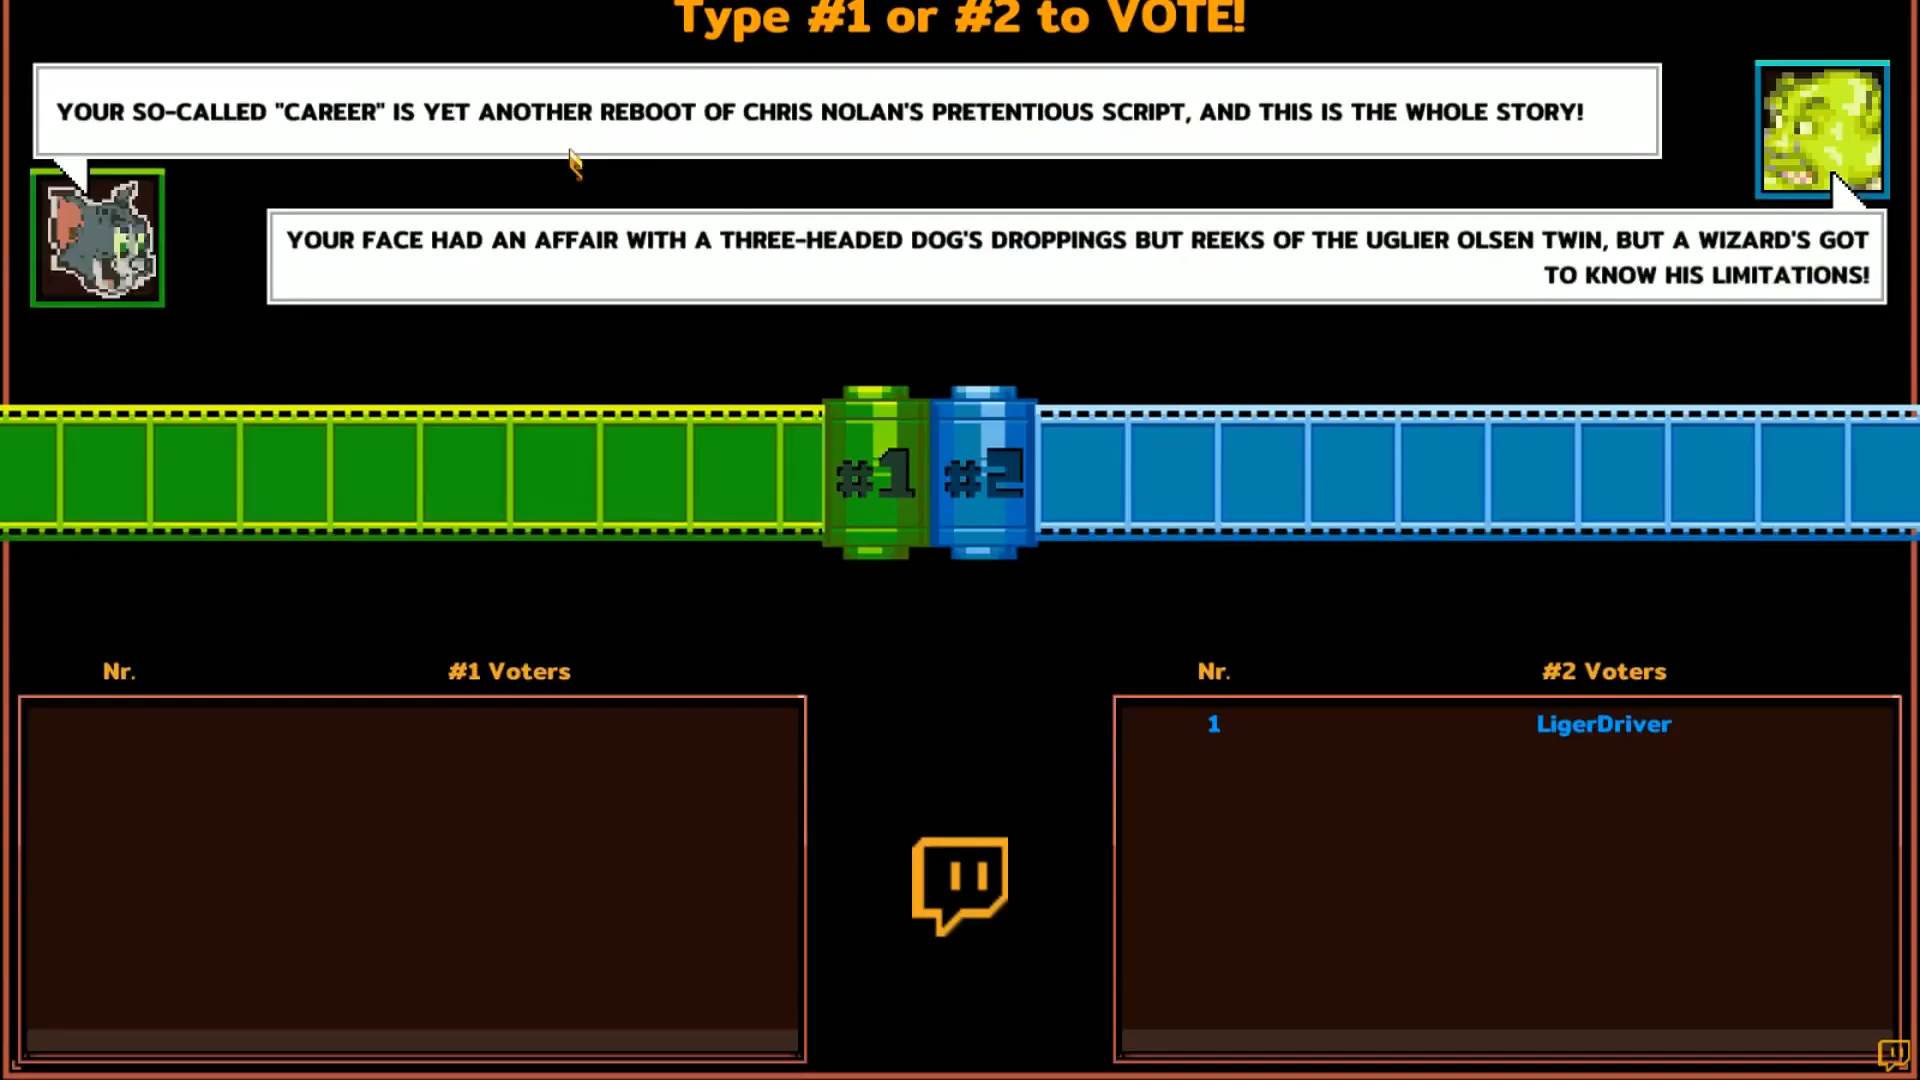 Type #1 or #2 to VOTE!
YOUR SO-CALLED "CAREER" IS YET ANOTHER REBOOT OF CHRIS NOLAN'S PRETENTIOUS SCRIPT, AND THIS IS THE WHOLE STORY!
YOUR FACE HAD AN AFFAIR WITH A THREE-HEADED DOG'S DROPPINGS BUT REEKS OF THE UGLIER OLSEN TWIN, BUT A WIZARD'S GOT
TO KNOW HIS LIMITATIONS!
#1 #2
Nr. #1 Voters Nr. #2 Voters
1 LigerDriver